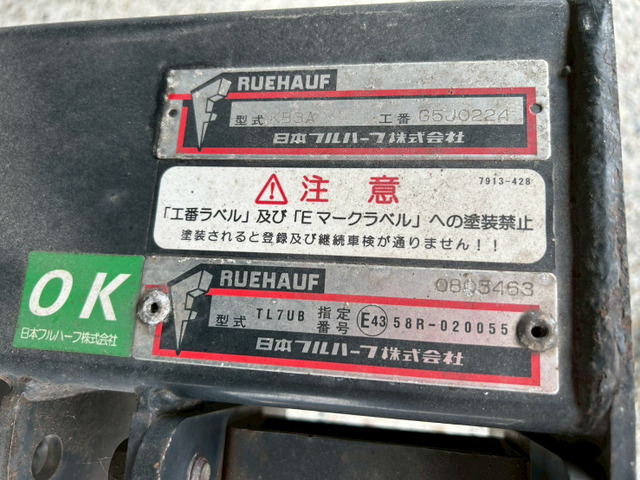 RUEHAUF
型式 K53A 工番 G5J0224
日本フルハーフ株式会社
注意
7913-428
「工番ラベル」及び「Eマークラベル」への塗装禁止
塗装されると登録及び継続車検が通りません!!
OK
日本フルハーフ株式会社
RUEHAUF
0803463
型式 TL7UB 指定番号 E43 58R-020055
日本フルハーフ株式会社